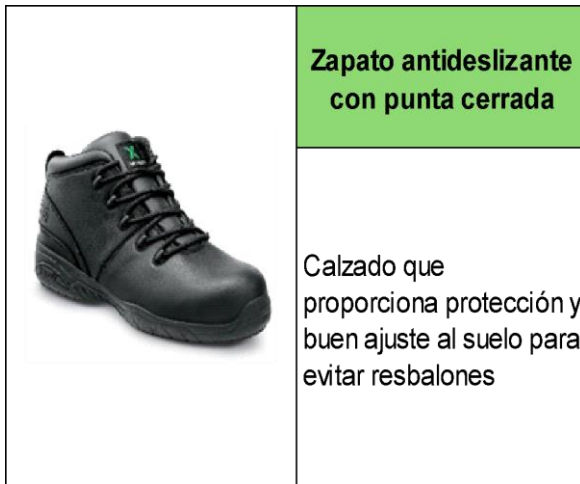 Zapato antideslizante
con punta cerrada
Calzado que
proporciona protección y
buen ajuste al suelo para
evitar resbalones